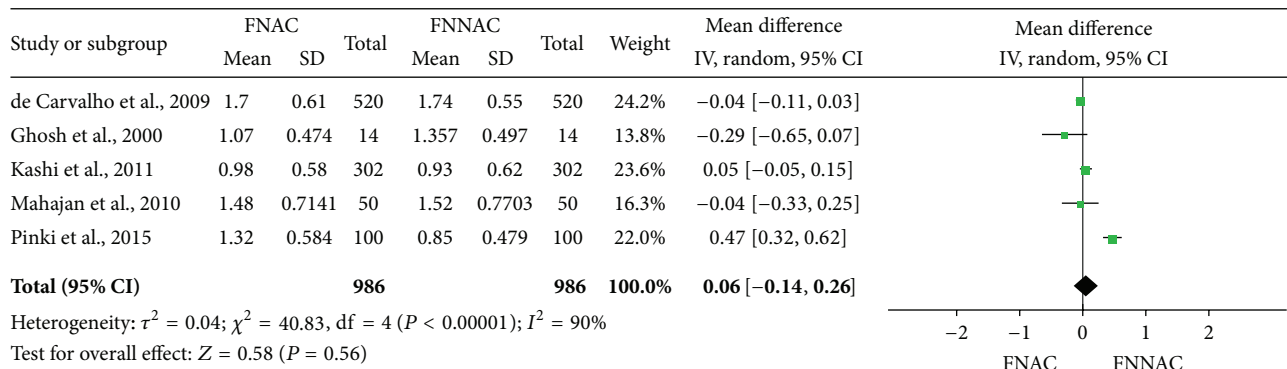 Study or subgroup FNAC Total FNNAC Total Weight Mean difference Mean difference
Mean SD Mean SD IV, random, 95% CI IV, random, 95% CI
de Carvalho et al., 2009 1.7 0.61 520 1.74 0.55 520 24.2% −0.04 [−0.11, 0.03]
Ghosh et al., 2000 1.07 0.474 14 1.357 0.497 14 13.8% −0.29 [−0.65, 0.07]
Kashi et al., 2011 0.98 0.58 302 0.93 0.62 302 23.6% 0.05 [−0.05, 0.15]
Mahajan et al., 2010 1.48 0.7141 50 1.52 0.7703 50 16.3% −0.04 [−0.33, 0.25]
Pinki et al., 2015 1.32 0.584 100 0.85 0.479 100 22.0% 0.47 [0.32, 0.62]
Total (95% CI) 986 986 100.0% 0.06 [−0.14, 0.26]
Heterogeneity: τ² = 0.04; χ² = 40.83, df = 4 (P < 0.00001); I² = 90%
Test for overall effect: Z = 0.58 (P = 0.56)
−2 −1 0 1 2
FNAC FNNAC